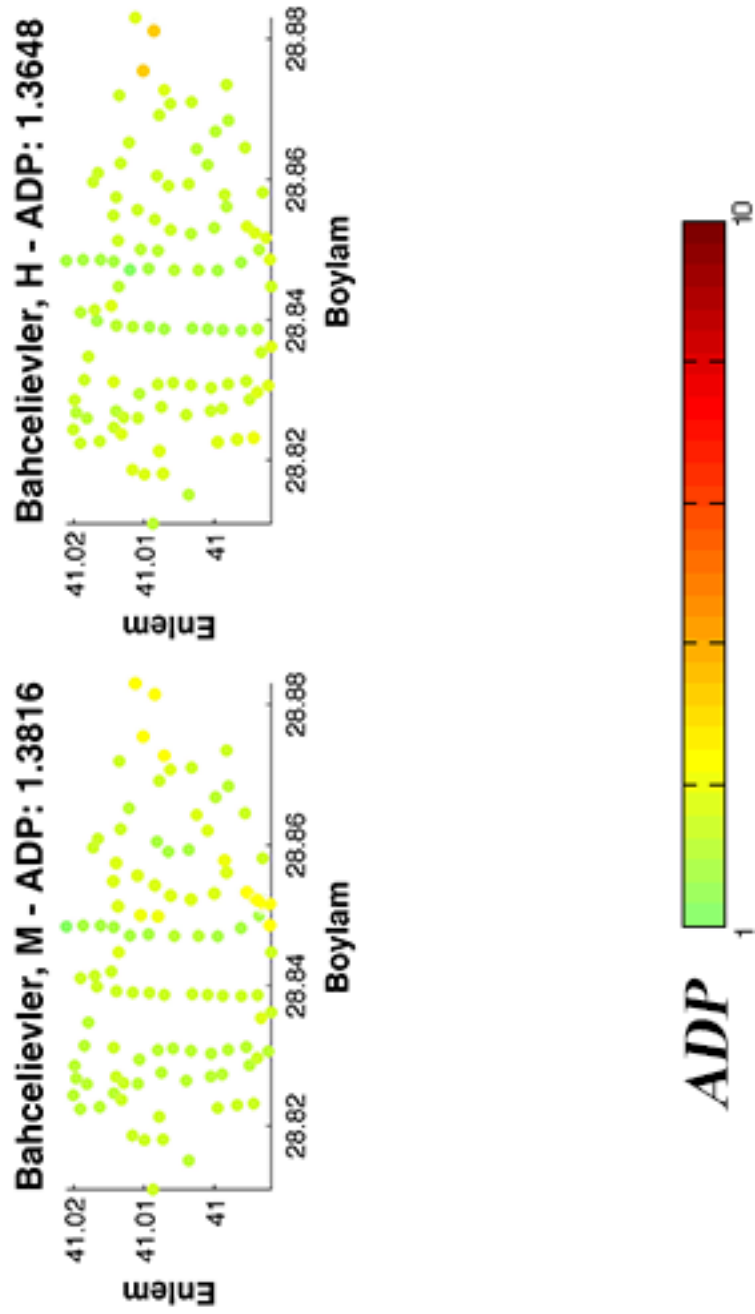 Bahcelievler, M - ADP: 1.3816
41.02
41.01
41
Enlem
28.82
28.84
28.86
28.88
Boylam
Bahcelievler, H - ADP: 1.3648
41.02
41.01
41
Enlem
28.82
28.84
28.86
28.88
Boylam
ADP
1
10